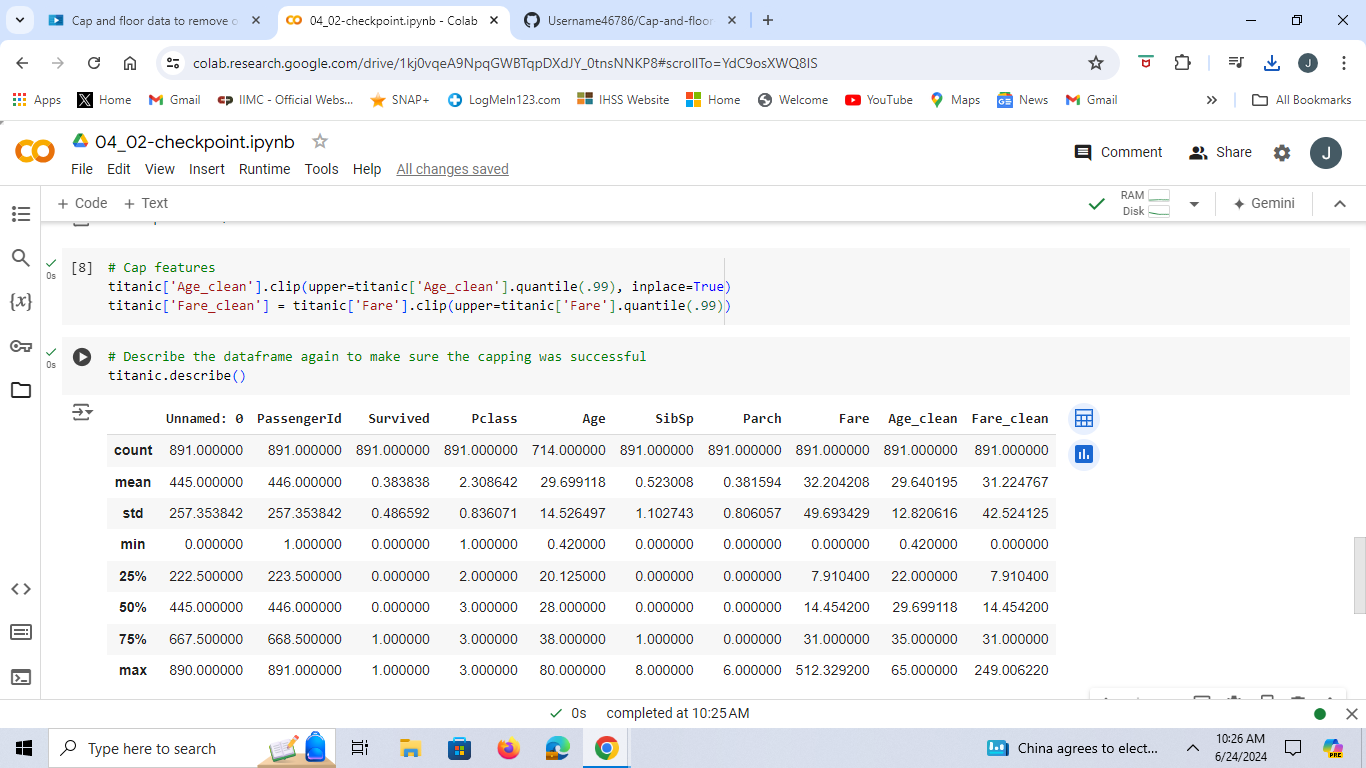 Cap and floor data to remove o
04_02-checkpoint.ipynb - Colab
Username46786/Cap-and-floor
colab.research.google.com/drive/1kj0vqeA9NpqGWBTqpDXdJY_0tnsNNKP8#scrollTo=YdC9osXWQ8IS
J
Apps
Home
Gmail
IIMC - Official Webs...
SNAP+
LogMeIn123.com
IHSS Website
Home
Welcome
YouTube
Maps
News
Gmail
»
All Bookmarks
04_02-checkpoint.ipynb
Comment
Share
J
File Edit View Insert Runtime Tools Help All changes saved
+ Code + Text
RAM
Disk
Gemini
[8]
0s
# Cap features
titanic['Age_clean'].clip(upper=titanic['Age_clean'].quantile(.99), inplace=True)
titanic['Fare_clean'] = titanic['Fare'].clip(upper=titanic['Fare'].quantile(.99))
0s
# Describe the dataframe again to make sure the capping was successful
titanic.describe()
Unnamed: 0 PassengerId Survived Pclass Age SibSp Parch Fare Age_clean Fare_clean
count 891.000000 891.000000 891.000000 891.000000 714.000000 891.000000 891.000000 891.000000 891.000000 891.000000
mean 445.000000 446.000000 0.383838 2.308642 29.699118 0.523008 0.381594 32.204208 29.640195 31.224767
std 257.353842 257.353842 0.486592 0.836071 14.526497 1.102743 0.806057 49.693429 12.820616 42.524125
min 0.000000 1.000000 0.000000 1.000000 0.420000 0.000000 0.000000 0.000000 0.420000 0.000000
25% 222.500000 223.500000 0.000000 2.000000 20.125000 0.000000 0.000000 7.910400 22.000000 7.910400
50% 445.000000 446.000000 0.000000 3.000000 28.000000 0.000000 0.000000 14.454200 29.699118 14.454200
75% 667.500000 668.500000 1.000000 3.000000 38.000000 1.000000 0.000000 31.000000 35.000000 31.000000
max 890.000000 891.000000 1.000000 3.000000 80.000000 8.000000 6.000000 512.329200 65.000000 249.006220
0s completed at 10:25 AM
Type here to search
China agrees to elect...
10:26 AM
6/24/2024
PRE